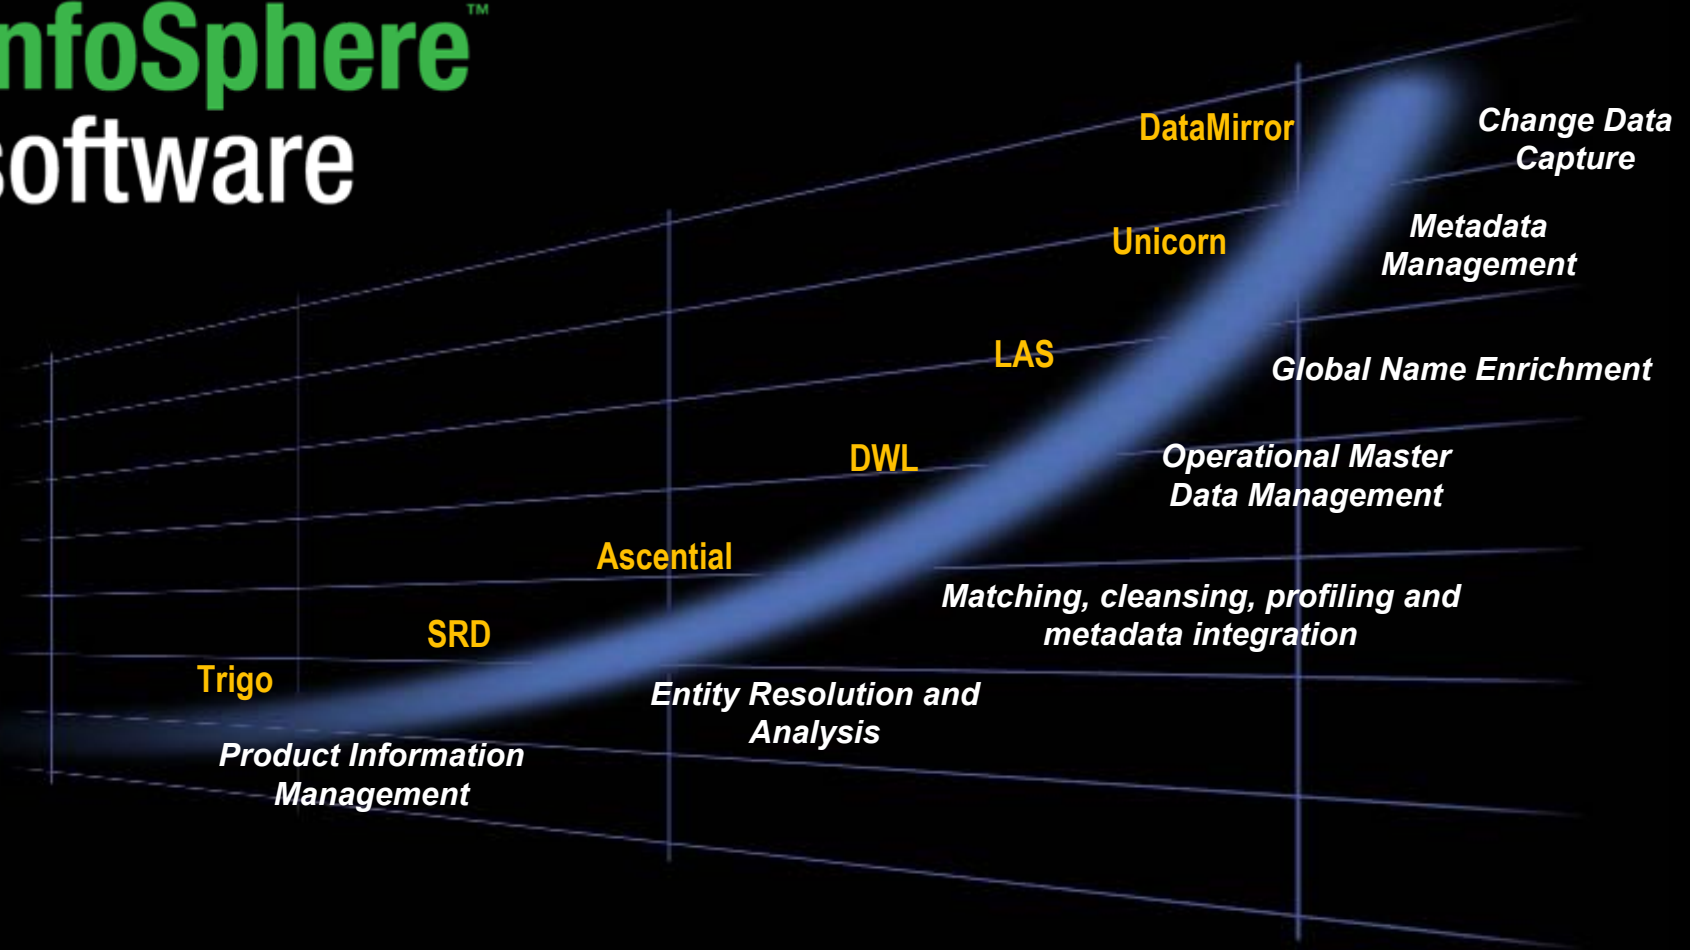 nfoSphere™
software
DataMirror
Change Data
Capture
Unicorn
Metadata
Management
LAS
Global Name Enrichment
DWL
Operational Master
Data Management
Ascential
Matching, cleansing, profiling and
metadata integration
SRD
Entity Resolution and
Analysis
Trigo
Product Information
Management